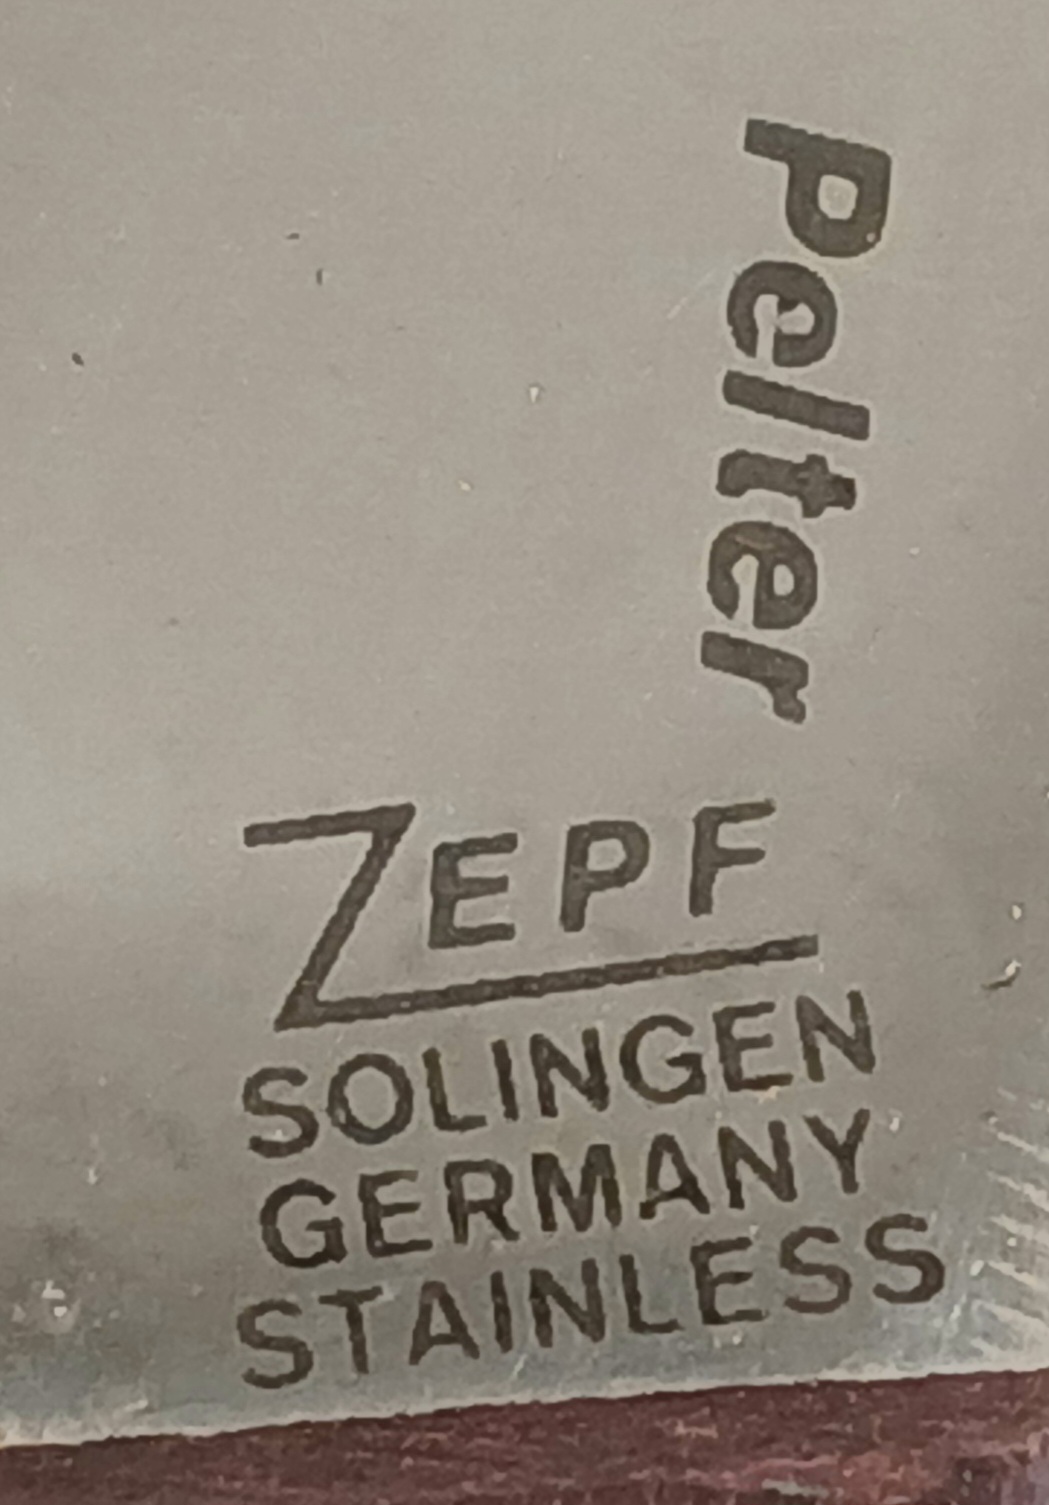 Pelter
ZEPF
SOLINGEN
GERMANY
STAINLESS